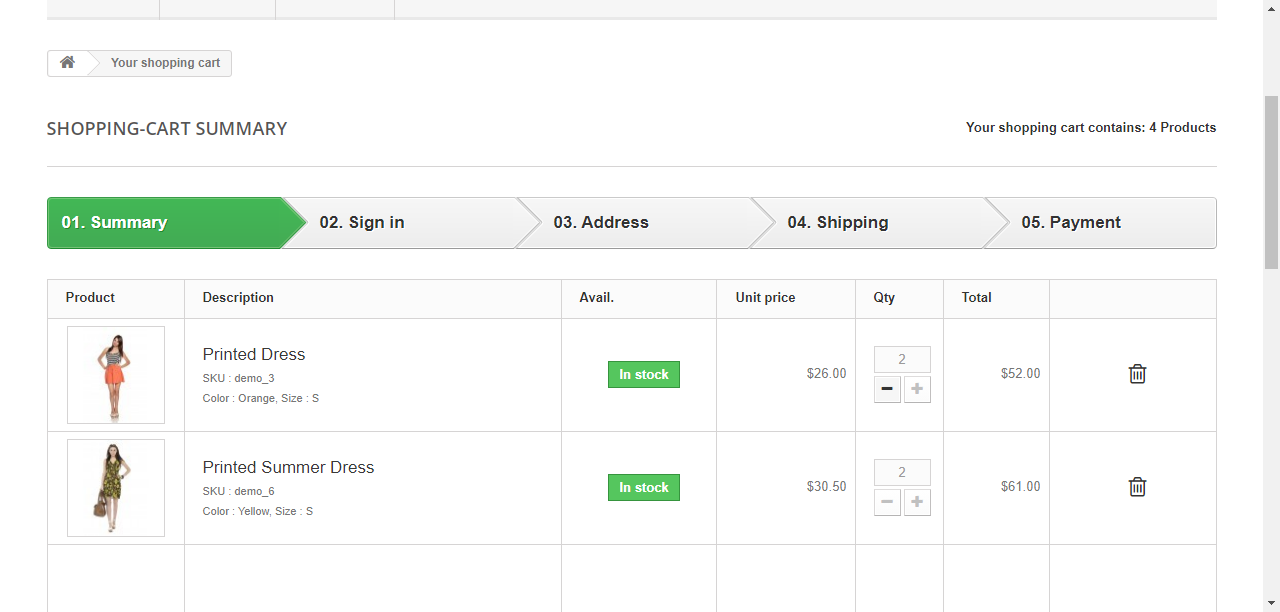 Your shopping cart
SHOPPING-CART SUMMARY
Your shopping cart contains: 4 Products
01. Summary
02. Sign in
03. Address
04. Shipping
05. Payment
Product Description Avail. Unit price Qty Total
Printed Dress
SKU : demo_3
Color : Orange, Size : S
In stock
$26.00
2
$52.00
Printed Summer Dress
SKU : demo_6
Color : Yellow, Size : S
In stock
$30.50
2
$61.00